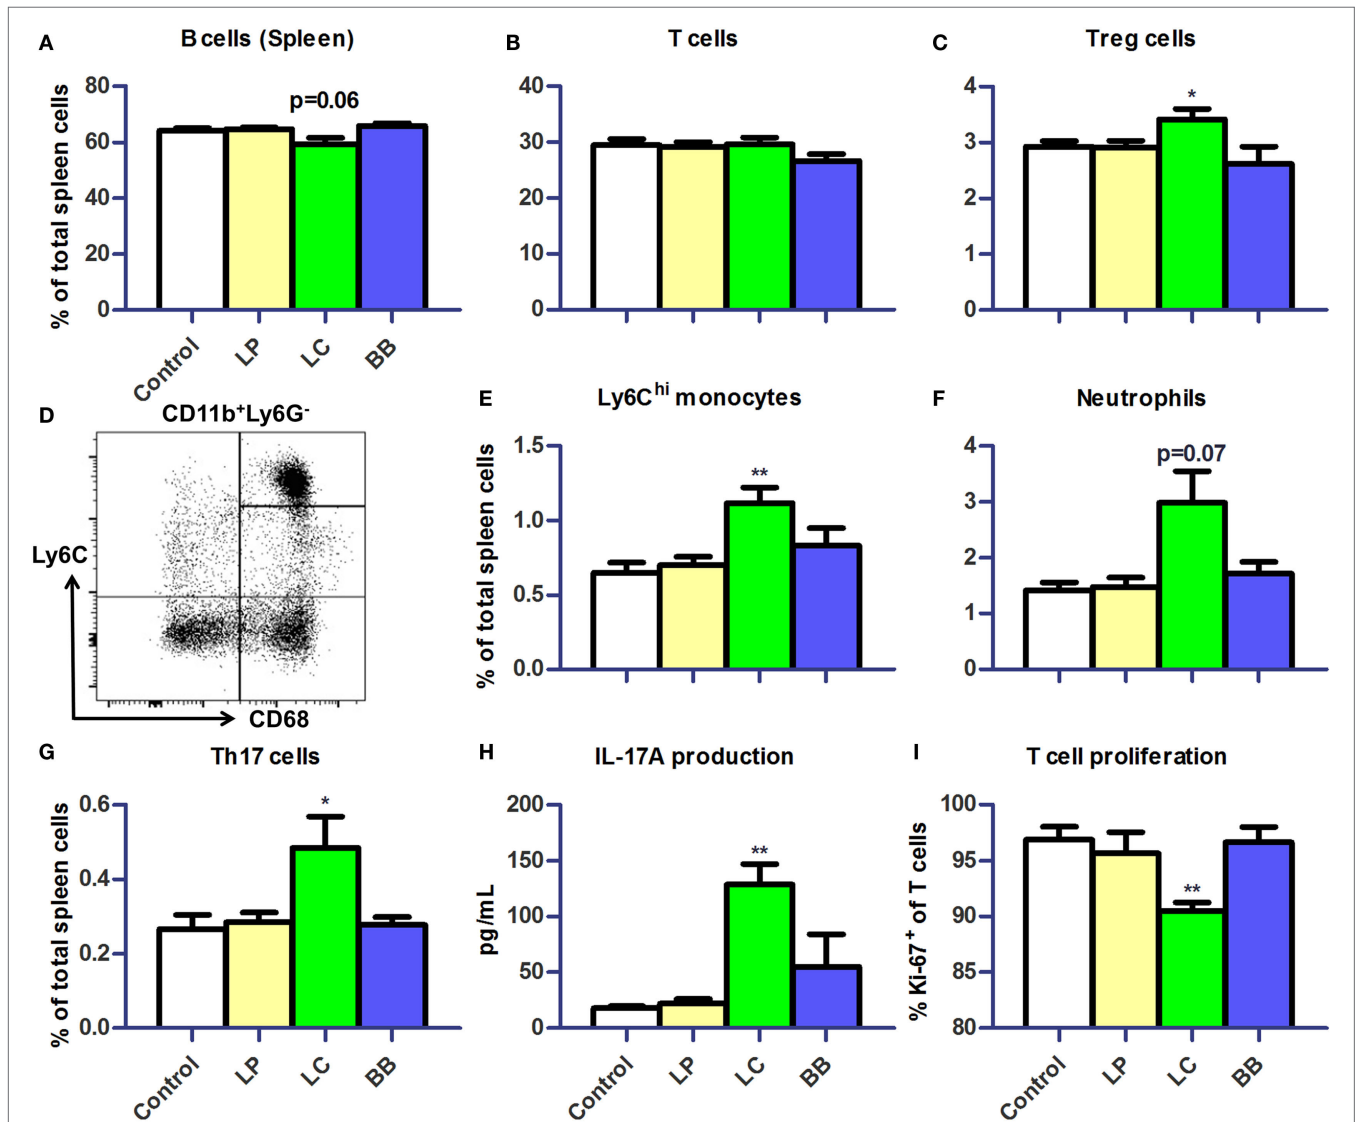 A
B cells (Spleen)
% of total spleen cells
80
60
40
20
0
p=0.06
Control
LP
LC
BB
B
T cells
40
30
20
10
0
C
Treg cells
4
3
2
1
0
*
D
CD11b⁺Ly6G⁻
Ly6C
CD68
E
Ly6Cʰⁱ monocytes
% of total spleen cells
1.5
1.0
0.5
0.0
**
F
Neutrophils
4
3
2
1
0
p=0.07
G
Th17 cells
% of total spleen cells
0.6
0.4
0.2
0.0
*
Control
LP
LC
BB
H
IL-17A production
pg/mL
200
150
100
50
0
**
Control
LP
LC
BB
I
T cell proliferation
% Ki-67⁺ of T cells
100
95
90
85
80
**
Control
LP
LC
BB